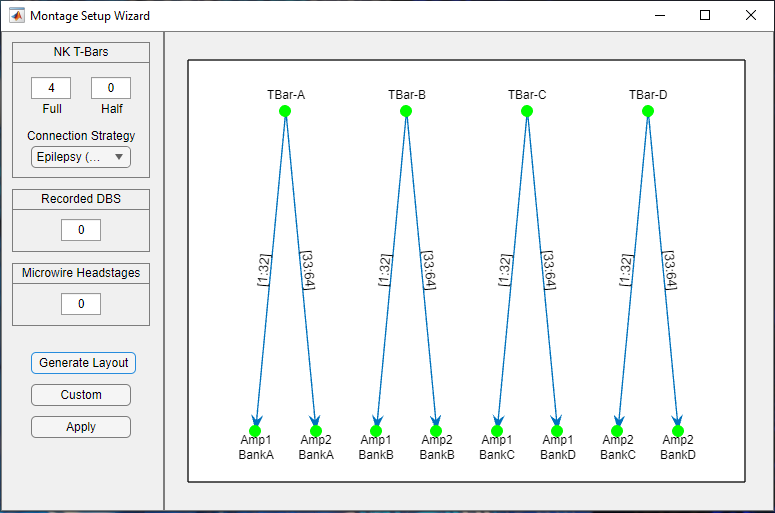 Montage Setup Wizard
NK T-Bars
4 0
Full Half
Connection Strategy
Epilepsy (...
Recorded DBS
0
Microwire Headstages
0
Generate Layout
Custom
Apply
TBar-A TBar-B TBar-C TBar-D
[1:32] [33:64] [1:32] [33:64] [1:32] [33:64] [1:32] [33:64]
Amp1 Amp2 Amp1 Amp2 Amp1 Amp1 Amp2 Amp2
BankA BankA BankB BankB BankC BankD BankC BankD